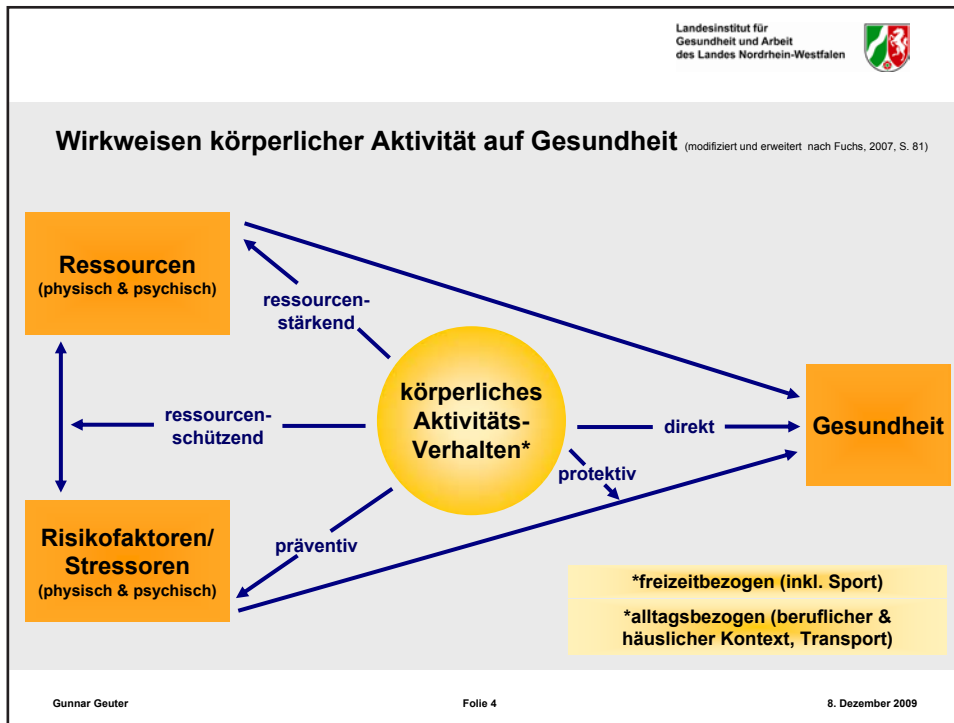 Landesinstitut für
Gesundheit und Arbeit
des Landes Nordrhein-Westfalen
Wirkweisen körperlicher Aktivität auf Gesundheit (modifiziert und erweitert nach Fuchs, 2007, S. 81)
Ressourcen
(physisch & psychisch)
ressourcen-
stärkend
körperliches
Aktivitäts-
Verhalten*
ressourcen-
schützend
direkt
Gesundheit
protektiv
Risikofaktoren/
Stressoren
(physisch & psychisch)
präventiv
*freizeitbezogen (inkl. Sport)
*alltagsbezogen (beruflicher &
häuslicher Kontext, Transport)
Gunnar Geuter
Folie 4
8. Dezember 2009